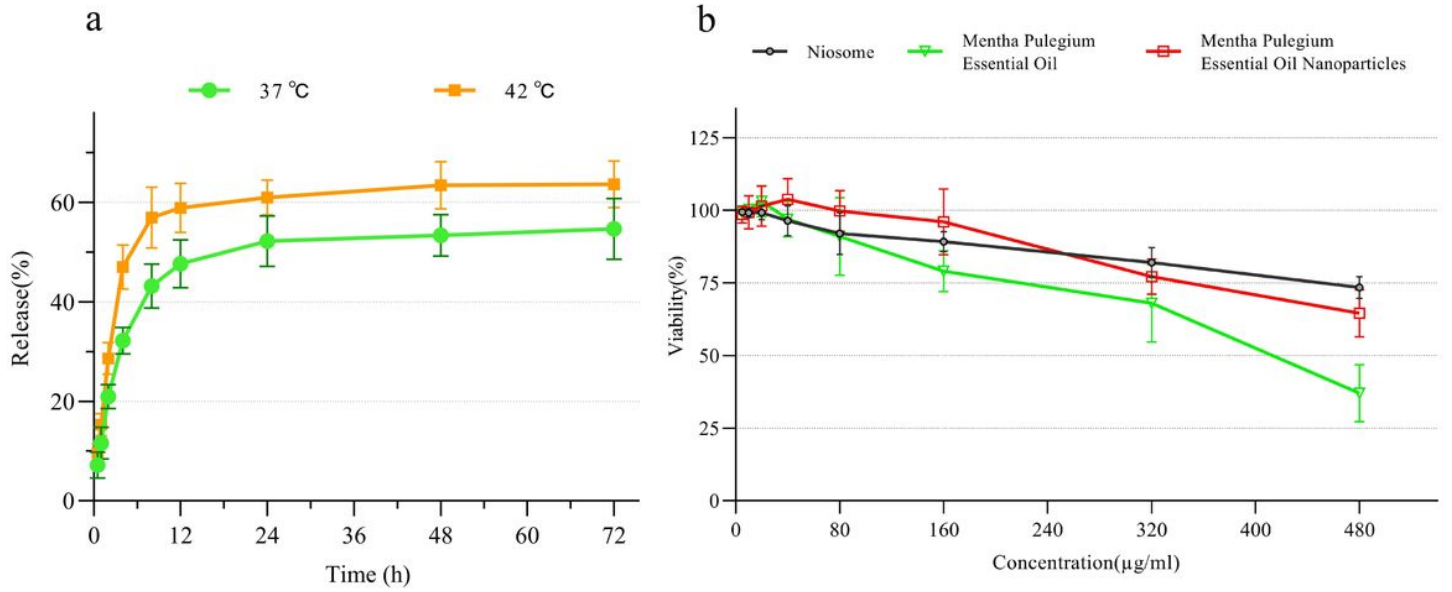 a
37 °C
42 °C
Release(%)
60
40
20
0
0 12 24 36 48 60 72
Time (h)
b
Niosome
Mentha Pulegium
Essential Oil
Mentha Pulegium
Essential Oil Nanoparticles
Viability(%)
125
100
75
50
25
0
0 80 160 240 320 400 480
Concentration(µg/ml)